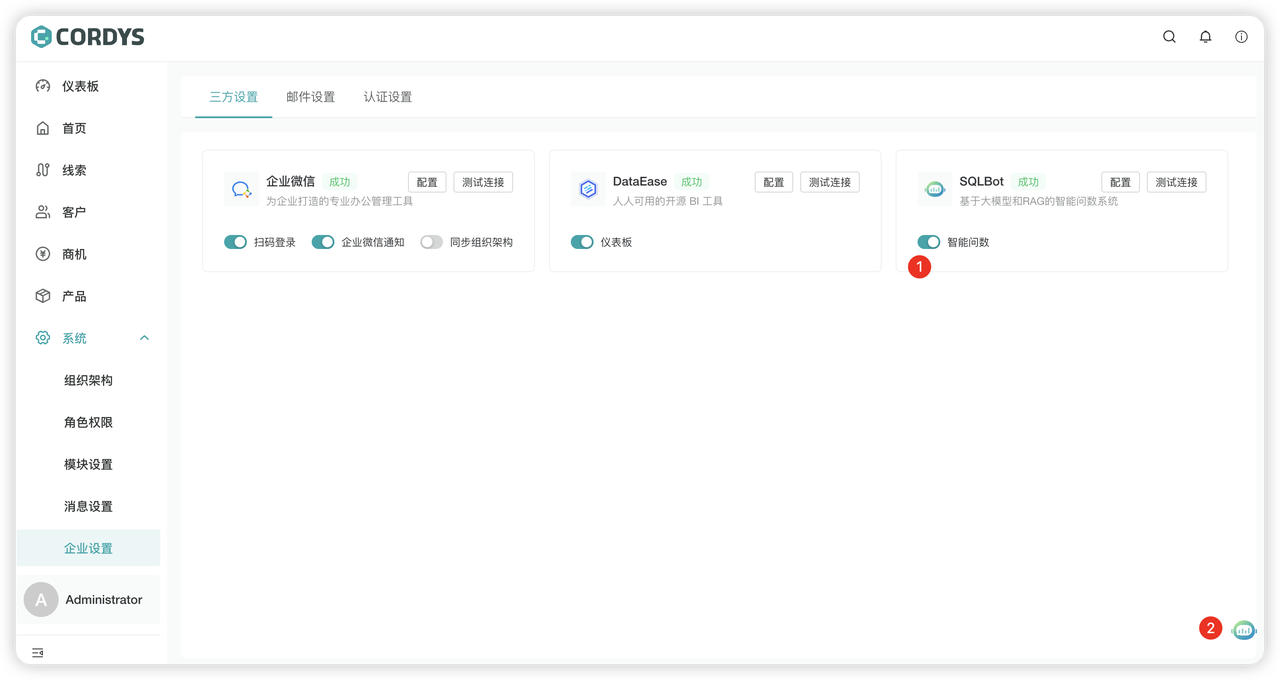 CORDYS
仪表板
首页
线索
客户
商机
产品
系统
组织架构
角色权限
模块设置
消息设置
企业设置
A Administrator
三方设置 邮件设置 认证设置
企业微信 成功 配置 测试连接
为企业打造的专业办公管理工具
扫码登录 企业微信通知 同步组织架构
DataEase 成功 配置 测试连接
人人可用的开源 BI 工具
仪表板
SQLBot 成功 配置 测试连接
基于大模型和RAG的智能问数系统
智能问数
1
2